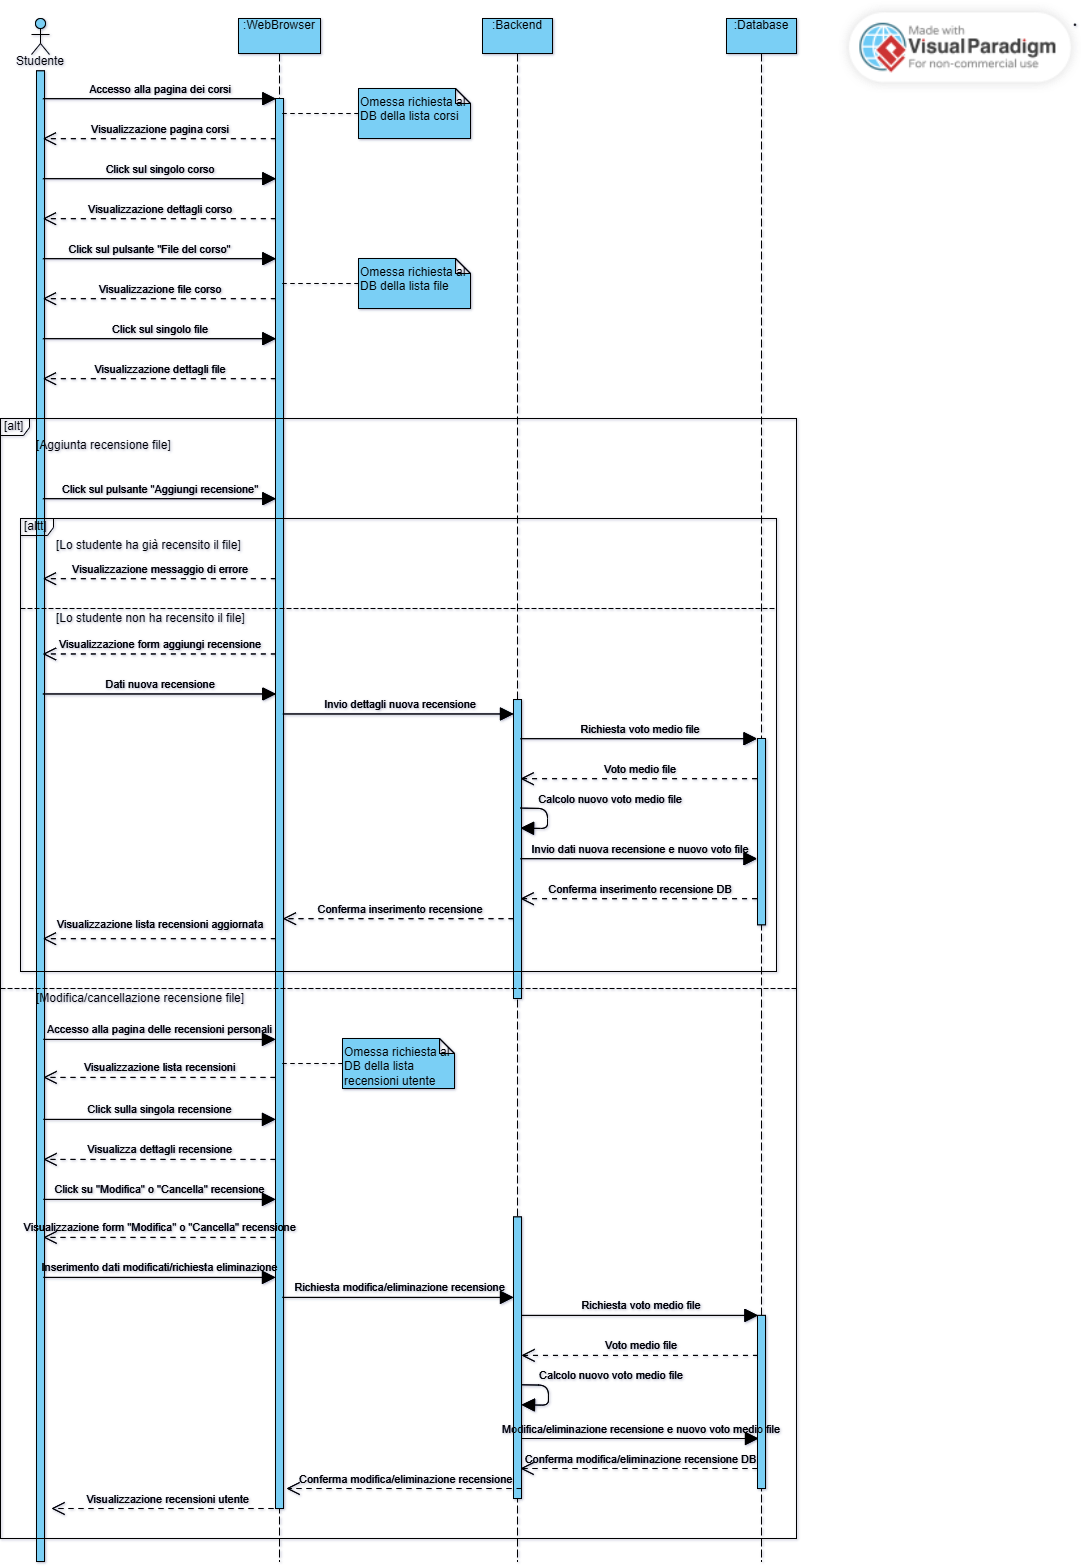 :WebBrowser
:Backend
:Database
Made with
VisualParadigm
For non-commercial use
Studente
Accesso alla pagina dei corsi
Omessa richiesta al
DB della lista corsi
Visualizzazione pagina corsi
Click sul singolo corso
Visualizzazione dettagli corso
Click sul pulsante "File del corso"
Omessa richiesta al
DB della lista file
Visualizzazione file corso
Click sul singolo file
Visualizzazione dettagli file
[alt]
[Aggiunta recensione file]
Click sul pulsante "Aggiungi recensione"
[altt]
[Lo studente ha già recensito il file]
Visualizzazione messaggio di errore
[Lo studente non ha recensito il file]
Visualizzazione form aggiungi recensione
Dati nuova recensione
Invio dettagli nuova recensione
Richiesta voto medio file
Voto medio file
Calcolo nuovo voto medio file
Invio dati nuova recensione e nuovo voto file
Conferma inserimento recensione DB
Conferma inserimento recensione
Visualizzazione lista recensioni aggiornata
[Modifica/cancellazione recensione file]
Accesso alla pagina delle recensioni personali
Omessa richiesta al
DB della lista
recensioni utente
Visualizzazione lista recensioni
Click sulla singola recensione
Visualizza dettagli recensione
Click su "Modifica" o "Cancella" recensione
Visualizzazione form "Modifica" o "Cancella" recensione
Inserimento dati modificati/richiesta eliminazione
Richiesta modifica/eliminazione recensione
Richiesta voto medio file
Voto medio file
Calcolo nuovo voto medio file
Modifica/eliminazione recensione e nuovo voto medio file
Conferma modifica/eliminazione recensione DB
Conferma modifica/eliminazione recensione
Visualizzazione recensioni utente